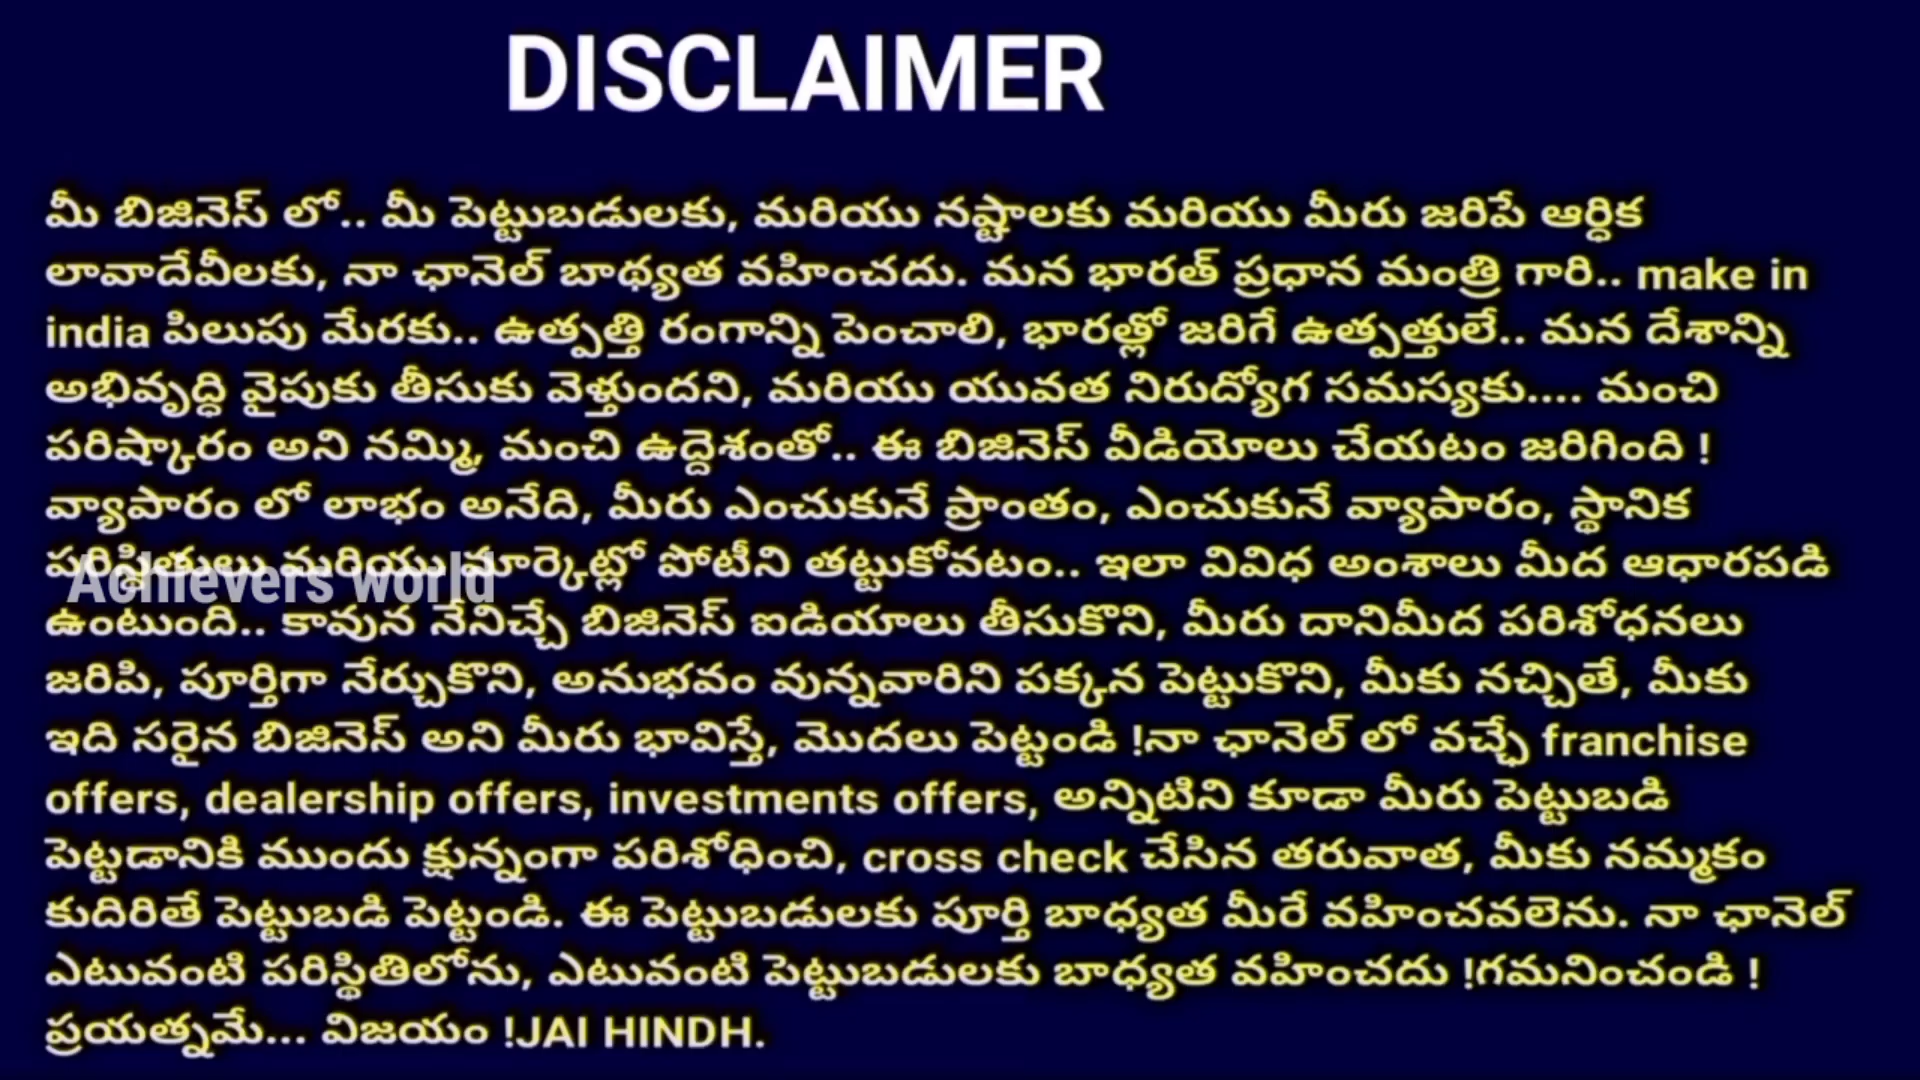 DISCLAIMER
మీ బిజినెస్ లో.. మీ పెట్టుబడులకు, మరియు నష్టాలకు మరియు మీరు జరిపే ఆర్ధిక
లావాదేవీలకు, నా ఛానెల్ బాథ్యత వహించదు. మన భారత్ ప్రధాన మంత్రి గారి.. make in
india పిలుపు మేరకు.. ఉత్పత్తి రంగాన్ని పెంచాలి, భారత్లో జరిగే ఉత్పత్తులే.. మన దేశాన్ని
అభివృద్ధి వైపుకు తీసుకు వెళ్తుందని, మరియు యువత నిరుద్యోగ సమస్యకు.... మంచి
పరిష్కారం అని నమ్మి, మంచి ఉద్దెశంతో.. ఈ బిజినెస్ వీడియోలు చేయటం జరిగింది !
వ్యాపారం లో లాభం అనేది, మీరు ఎంచుకునే ప్రాంతం, ఎంచుకునే వ్యాపారం, స్థానిక
పరిస్థితులు మరియు మార్కెట్లో పోటీని తట్టుకోవటం.. ఇలా వివిధ అంశాలు మీద ఆధారపడి
Achievers world
ఉంటుంది.. కావున నేనిచ్చే బిజినెస్ ఐడియాలు తీసుకొని, మీరు దానిమీద పరిశోధనలు
జరిపి, పూర్తిగా నేర్చుకొని, అనుభవం వున్నవారిని పక్కన పెట్టుకొని, మీకు నచ్చితే, మీకు
ఇది సరైన బిజినెస్ అని మీరు భావిస్తే, మొదలు పెట్టండి !నా ఛానెల్ లో వచ్ఛే franchise
offers, dealership offers, investments offers, అన్నిటిని కూడా మీరు పెట్టుబడి
పెట్టడానికి ముందు క్షున్నంగా పరిశోధించి, cross check చేసిన తరువాత, మీకు నమ్మకం
కుదిరితే పెట్టుబడి పెట్టండి. ఈ పెట్టుబడులకు పూర్తి బాధ్యత మీరే వహించవలెను. నా ఛానెల్
ఎటువంటి పరిస్థితిలోను, ఎటువంటి పెట్టుబడులకు బాధ్యత వహించదు !గమనించండి !
ప్రయత్నమే... విజయం !JAI HINDH.